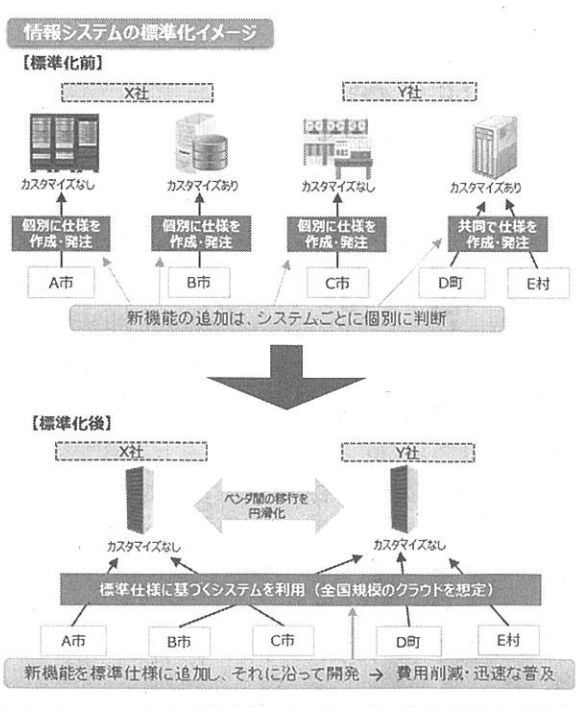 情報システムの標準化イメージ
【標準化前】
X社
Y社
カスタマイズなし
カスタマイズあり
カスタマイズなし
カスタマイズあり
個別に仕様を
作成・発注
個別に仕様を
作成・発注
個別に仕様を
作成・発注
共同で仕様を
作成・発注
A市
B市
C市
D町
E村
新機能の追加は、システムごとに個別に判断
【標準化後】
X社
Y社
ベンダ間の移行を
円滑化
カスタマイズなし
カスタマイズなし
標準仕様に基づくシステムを利用（全国規模のクラウドを想定）
A市
B市
C市
D町
E村
新機能を標準仕様に追加し、それに沿って開発 → 費用削減・迅速な普及